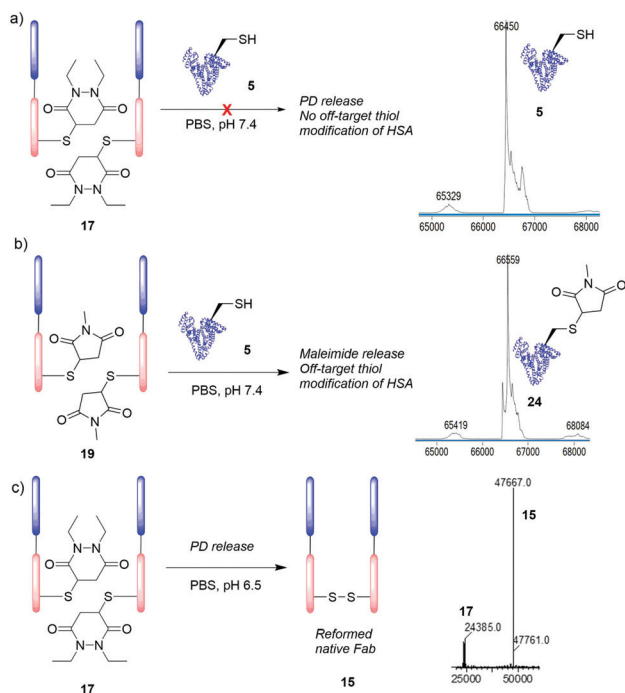 a)
O
N-N
O
S
S
O
N-N
O
17
SH
5
X
PBS, pH 7.4
PD release
No off-target thiol
modification of HSA
66450
SH
5
65329
65000 66000 67000 68000
b)
N
O
O
S
S
O
N
O
19
SH
5
PBS, pH 7.4
Maleimide release
Off-target thiol
modification of HSA
66559
N
O
O
S
24
65419
68084
65000 66000 67000 68000
c)
O
N-N
O
S
S
O
N-N
O
17
PD release
PBS, pH 6.5
S-S
Reformed
native Fab
15
47667.0
15
17
24385.0
47761.0
25000 50000